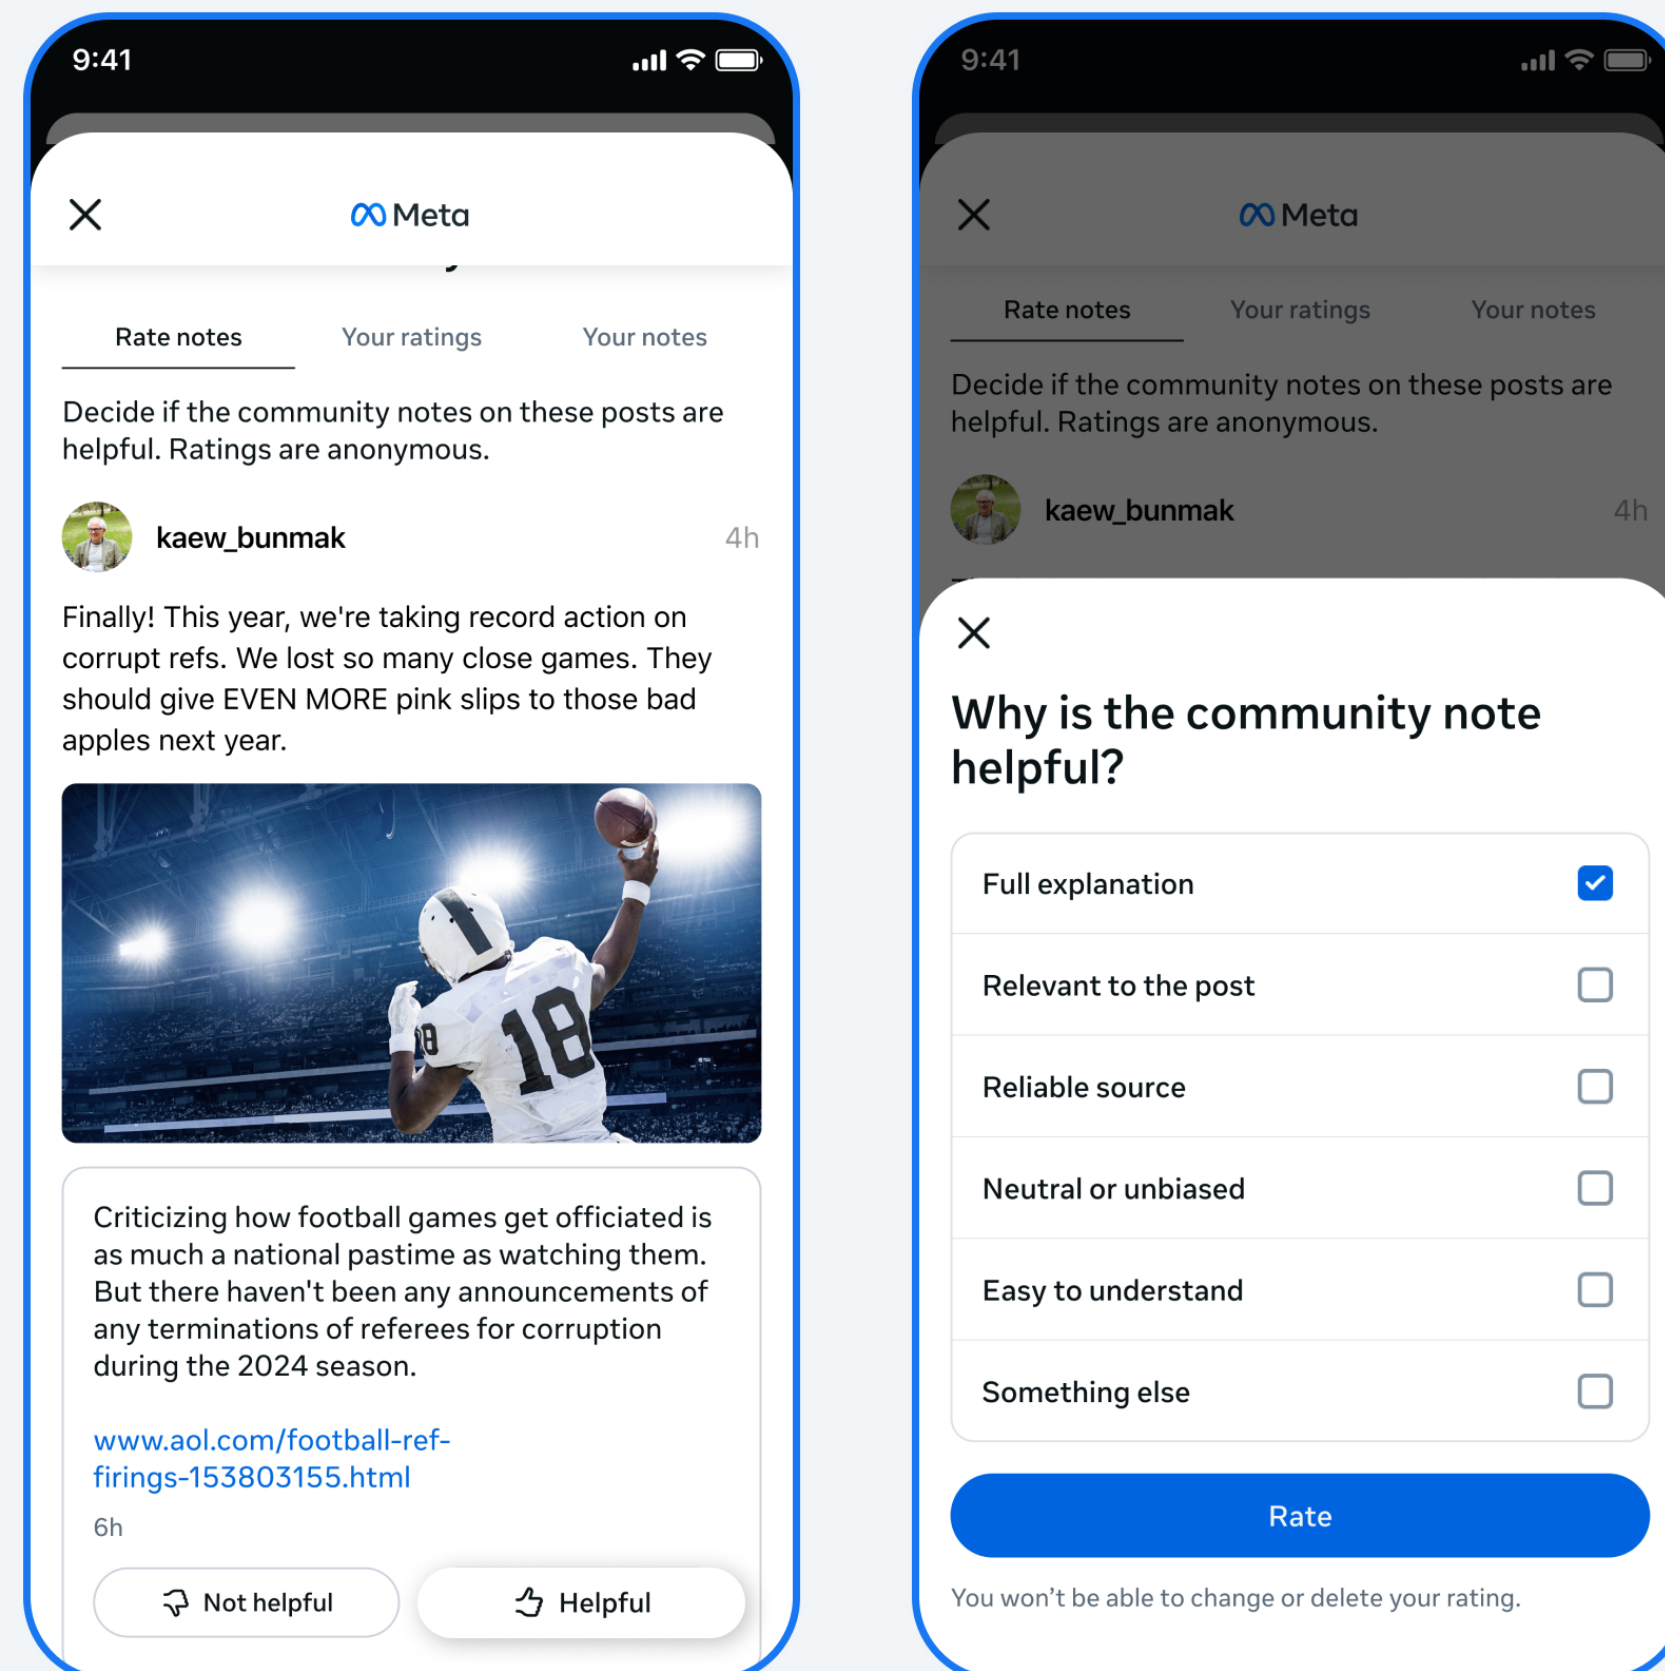 9:41
Meta
Rate notes Your ratings Your notes
Decide if the community notes on these posts are
helpful. Ratings are anonymous.
kaew_bunmak 4h
Finally! This year, we're taking record action on
corrupt refs. We lost so many close games. They
should give EVEN MORE pink slips to those bad
apples next year.
18
18
Criticizing how football games get officiated is
as much a national pastime as watching them.
But there haven't been any announcements of
any terminations of referees for corruption
during the 2024 season.
www.aol.com/football-ref-
firings-153803155.html
6h
Not helpful Helpful
9:41
Meta
Rate notes Your ratings Your notes
Decide if the community notes on these posts are
helpful. Ratings are anonymous.
kaew_bunmak 4h
Why is the community note
helpful?
Full explanation
Relevant to the post
Reliable source
Neutral or unbiased
Easy to understand
Something else
Rate
You won’t be able to change or delete your rating.